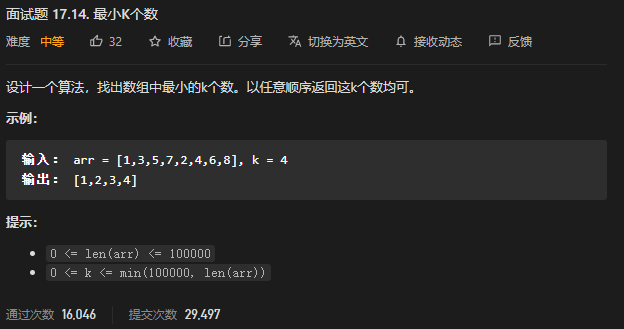 面试题 17.14. 最小K个数
难度 中等 32 收藏 分享 切换为英文 接收动态 反馈
设计一个算法，找出数组中最小的k个数。以任意顺序返回这k个数均可。
示例：
输入： arr = [1,3,5,7,2,4,6,8], k = 4
输出： [1,2,3,4]
提示：
0 <= len(arr) <= 100000
0 <= k <= min(100000, len(arr))
通过次数 16,046 提交次数 29,497